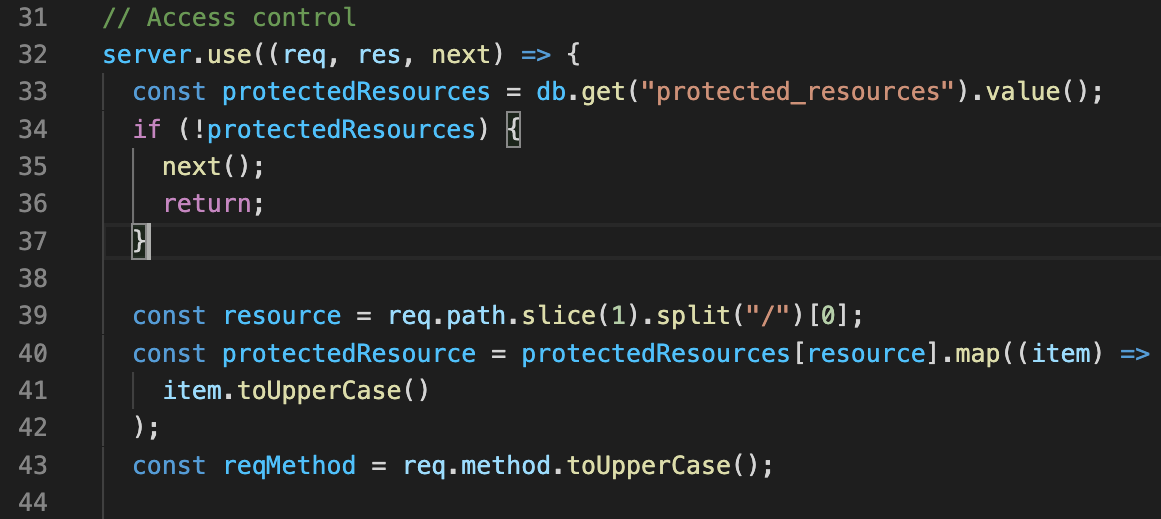 31 // Access control
32 server.use((req, res, next) => {
33 const protectedResources = db.get("protected_resources").value();
34 if (!protectedResources) {
35 next();
36 return;
37 }
38
39 const resource = req.path.slice(1).split("/")[0];
40 const protectedResource = protectedResources[resource].map((item) =>
41 item.toUpperCase()
42 );
43 const reqMethod = req.method.toUpperCase();
44